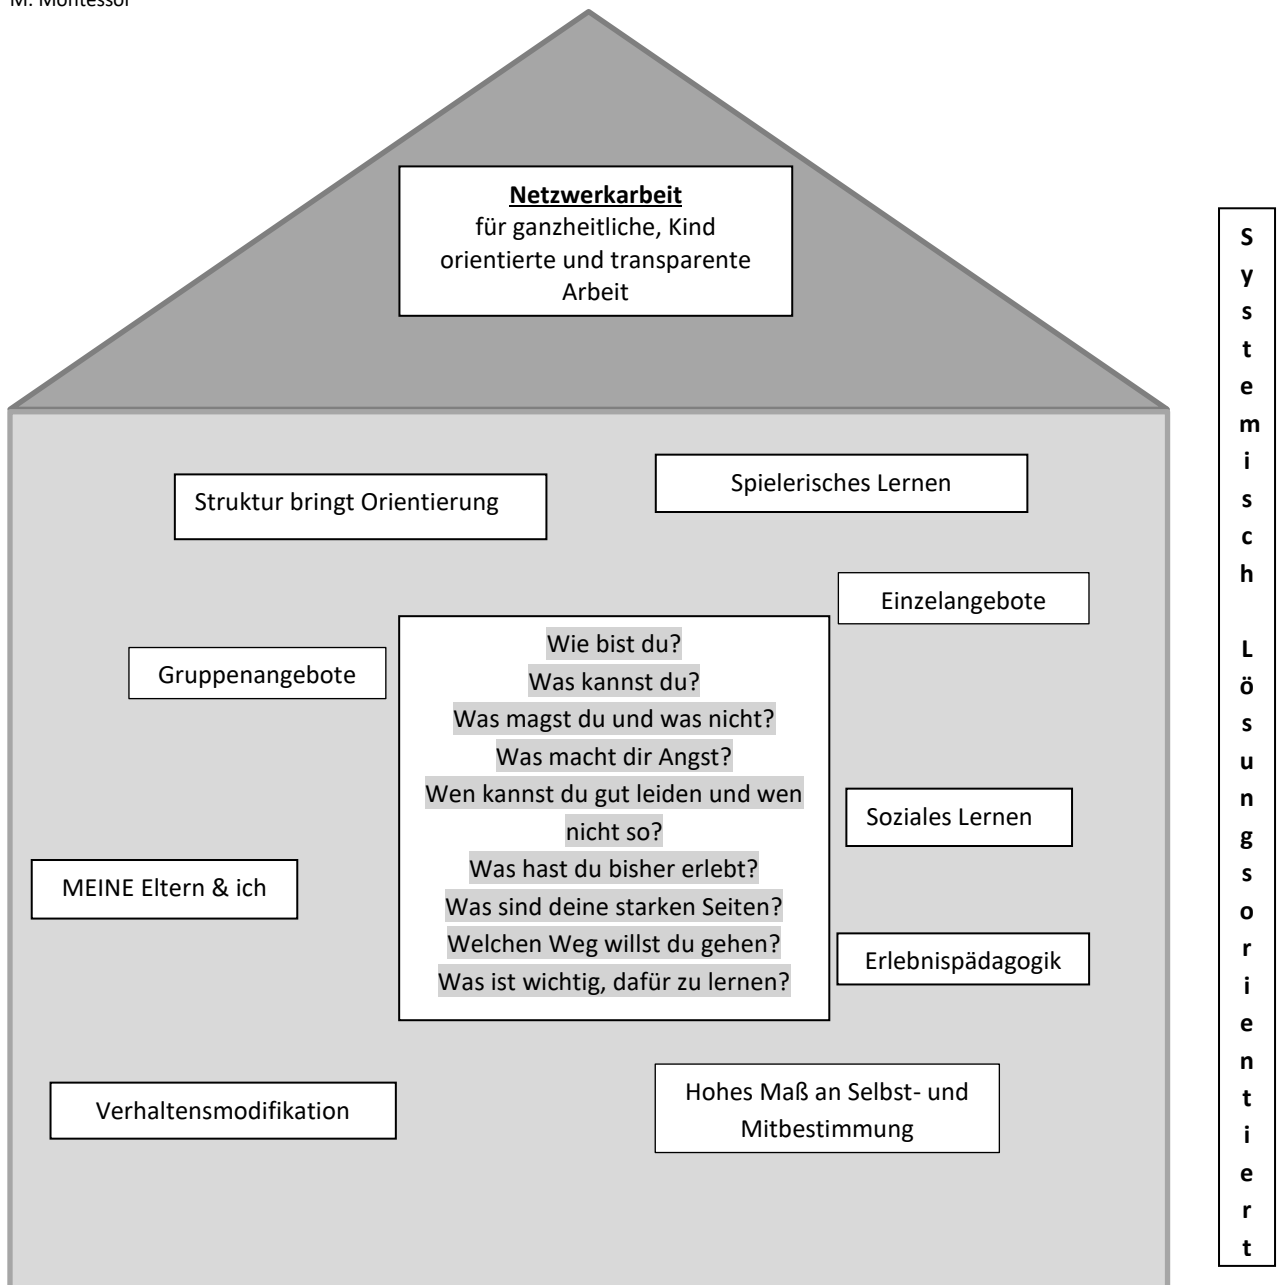 M. Montessor
Netzwerkarbeit
für ganzheitliche, Kind
orientierte und transparente
Arbeit
Struktur bringt Orientierung
Spielerisches Lernen
Einzelangebote
Gruppenangebote
Wie bist du?
Was kannst du?
Was magst du und was nicht?
Was macht dir Angst?
Wen kannst du gut leiden und wen
nicht so?
Was hast du bisher erlebt?
Was sind deine starken Seiten?
Welchen Weg willst du gehen?
Was ist wichtig, dafür zu lernen?
Soziales Lernen
MEINE Eltern & ich
Erlebnispädagogik
Verhaltensmodifikation
Hohes Maß an Selbst- und
Mitbestimmung
Systemisch Lösungsorientiert